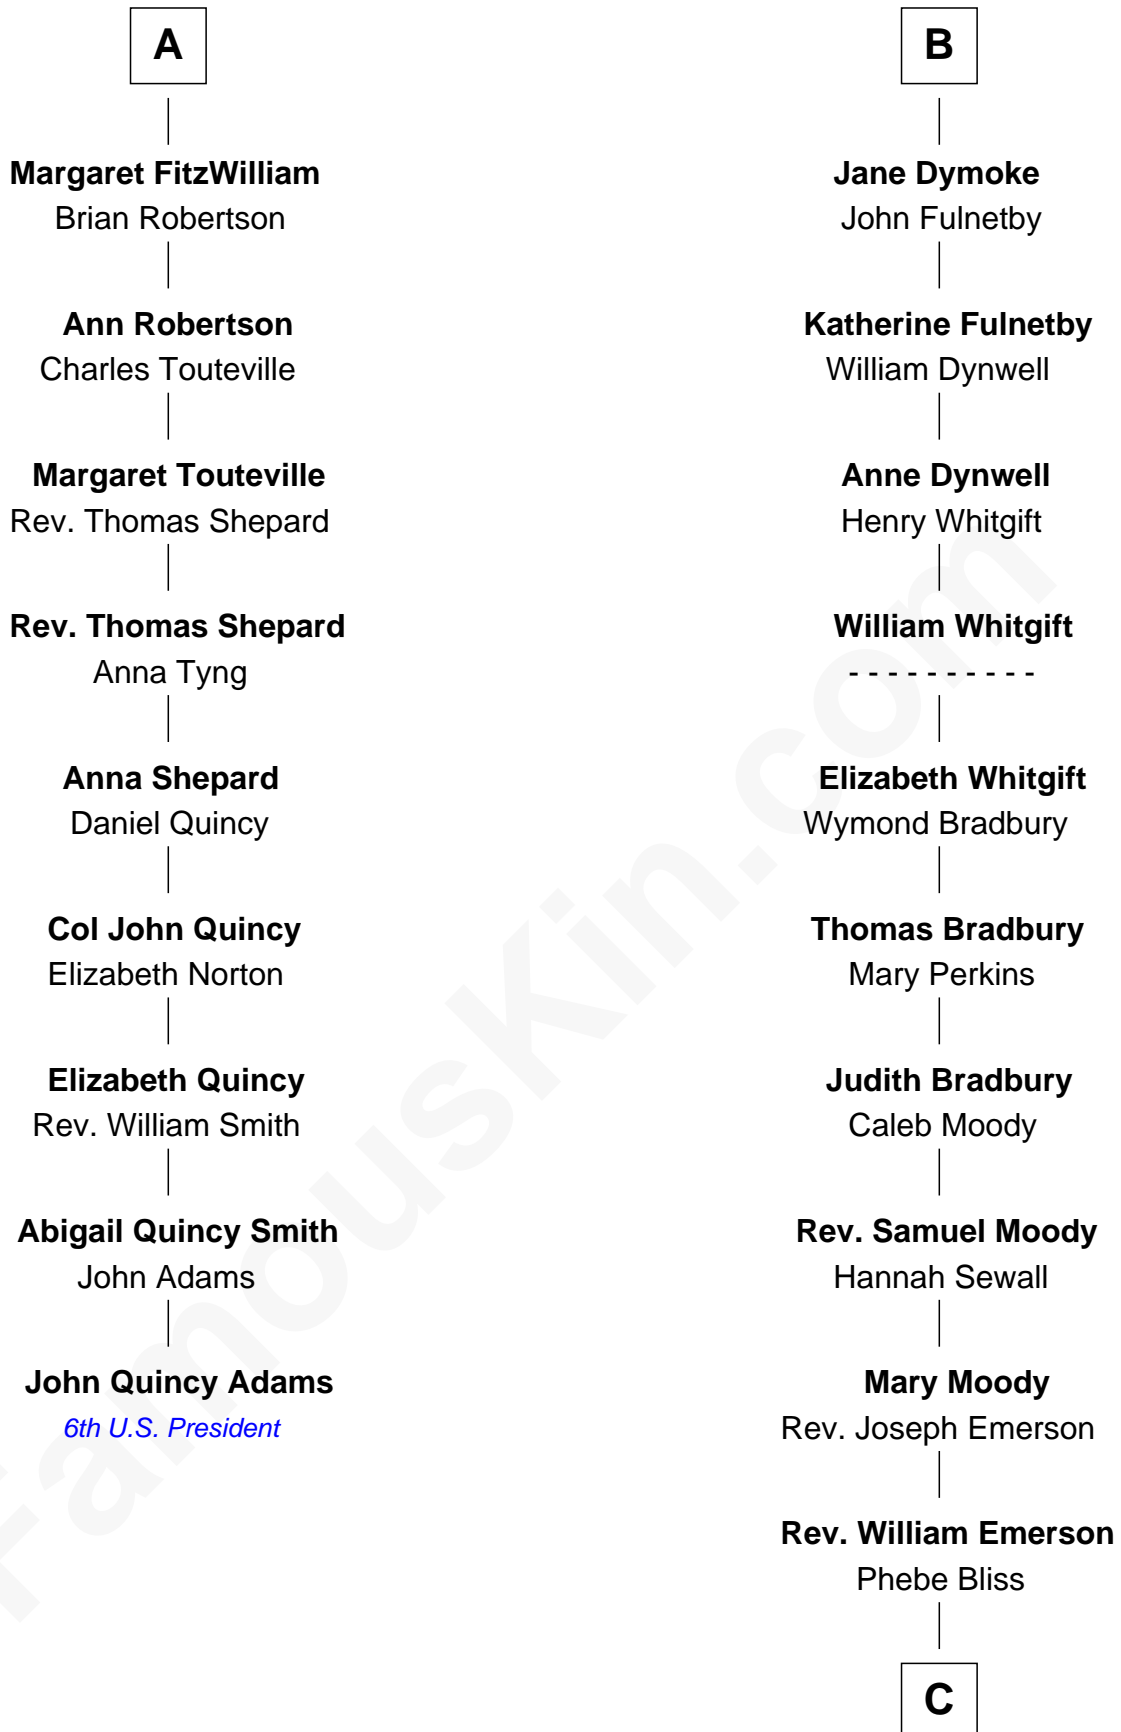 A
Margaret FitzWilliam
Brian Robertson
Ann Robertson
Charles Touteville
Margaret Touteville
Rev. Thomas Shepard
Rev. Thomas Shepard
Anna Tyng
Anna Shepard
Daniel Quincy
Col John Quincy
Elizabeth Norton
Elizabeth Quincy
Rev. William Smith
Abigail Quincy Smith
John Adams
John Quincy Adams
6th U.S. President
B
Jane Dymoke
John Fulnetby
Katherine Fulnetby
William Dynwell
Anne Dynwell
Henry Whitgift
William Whitgift
- - - - - - - - - -
Elizabeth Whitgift
Wymond Bradbury
Thomas Bradbury
Mary Perkins
Judith Bradbury
Caleb Moody
Rev. Samuel Moody
Hannah Sewall
Mary Moody
Rev. Joseph Emerson
Rev. William Emerson
Phebe Bliss
C
FamousKin.com